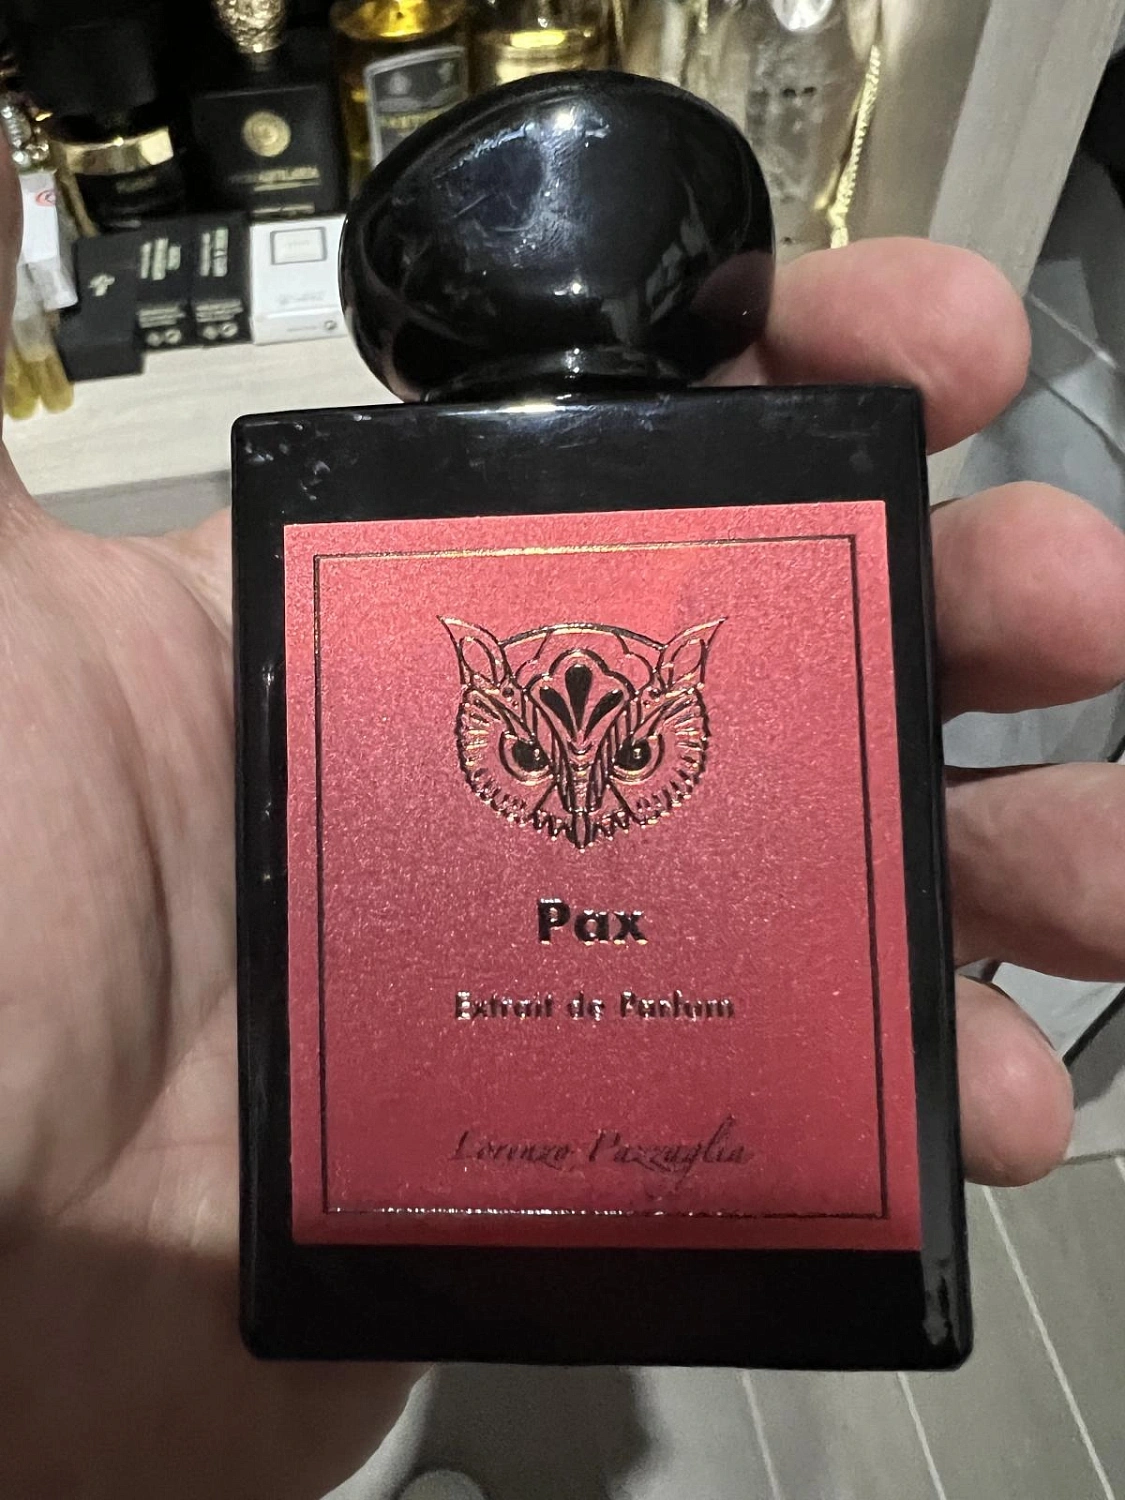 Pax
Extrait de Parfum
Lorenzo Pazzaglia